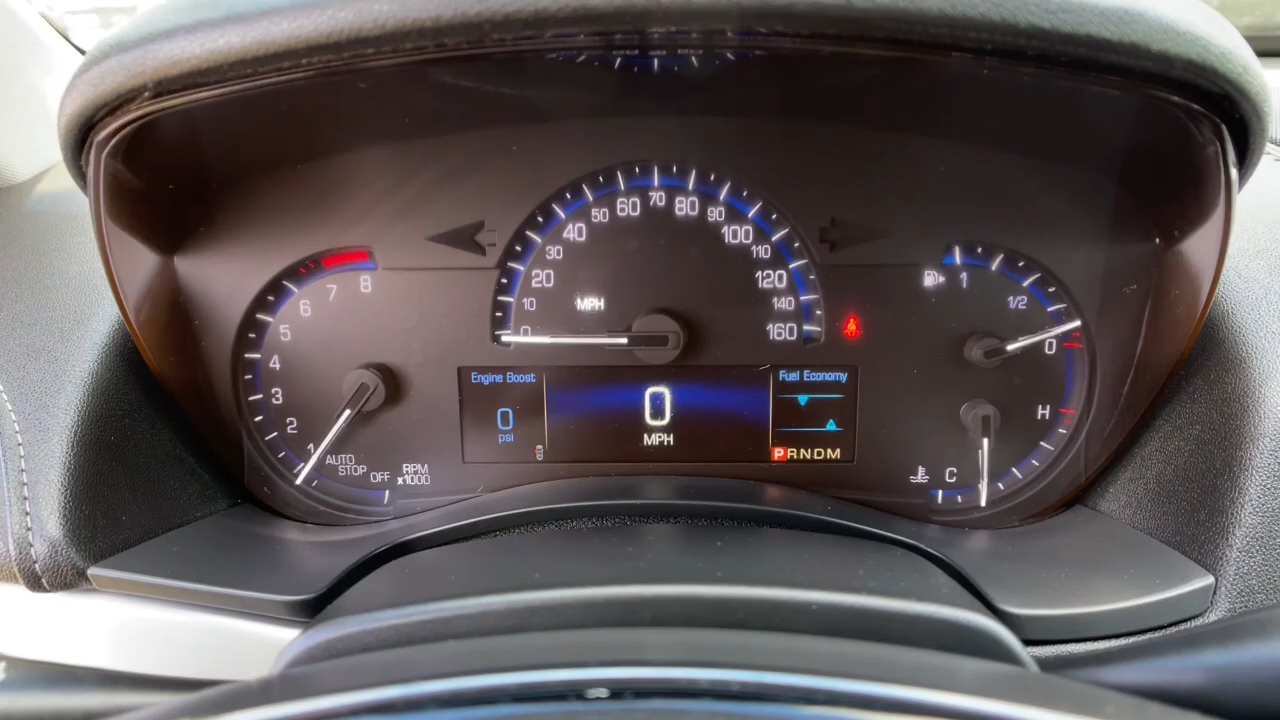 8
7
6
5
4
3
2
1
AUTO
STOP
OFF
RPM
x1000
0
10
20
30
40
50
60
70
80
90
100
110
120
140
160
MPH
Engine Boost
0
psi
0
MPH
Fuel Economy
PRNDM
1
1/2
0
H
C